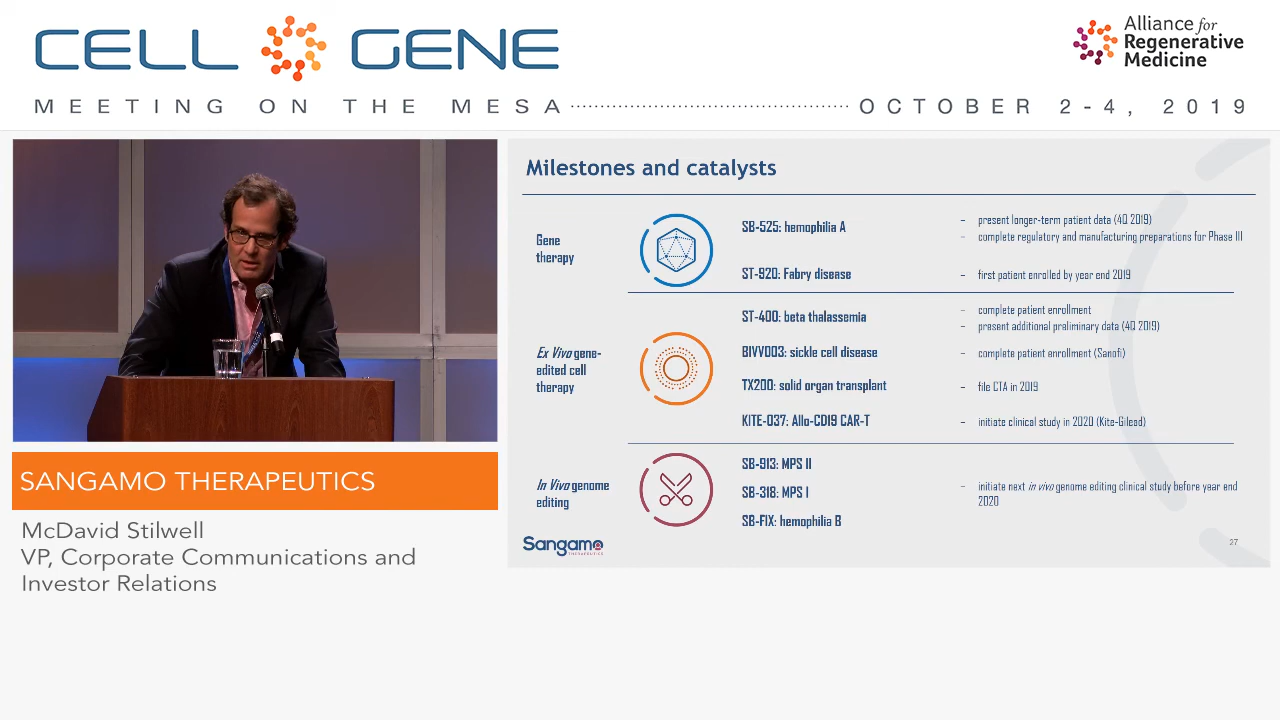 CELL GENE
MEETING ON THE MESA
OCTOBER 2-4, 2019
Alliance for
Regenerative
Medicine
Milestones and catalysts
Gene
therapy
SB-525: hemophilia A
– present longer-term patient data (4Q 2019)
– complete regulatory and manufacturing preparations for Phase III
ST-920: Fabry disease
– first patient enrolled by year end 2019
Ex Vivo gene-
edited cell
therapy
ST-400: beta thalassemia
– complete patient enrollment
– present additional preliminary data (4Q 2019)
BIVV003: sickle cell disease
– complete patient enrollment (Sanofi)
TX200: solid organ transplant
– file CTA in 2019
KITE-037: Allo-CD19 CAR-T
– initiate clinical study in 2020 (Kite-Gilead)
In Vivo genome
editing
SB-913: MPS II
SB-318: MPS I
SB-FIX: hemophilia B
– initiate next in vivo genome editing clinical study before year end
2020
Sangamo
THERAPEUTICS
27
SANGAMO THERAPEUTICS
McDavid Stilwell
VP, Corporate Communications and
Investor Relations